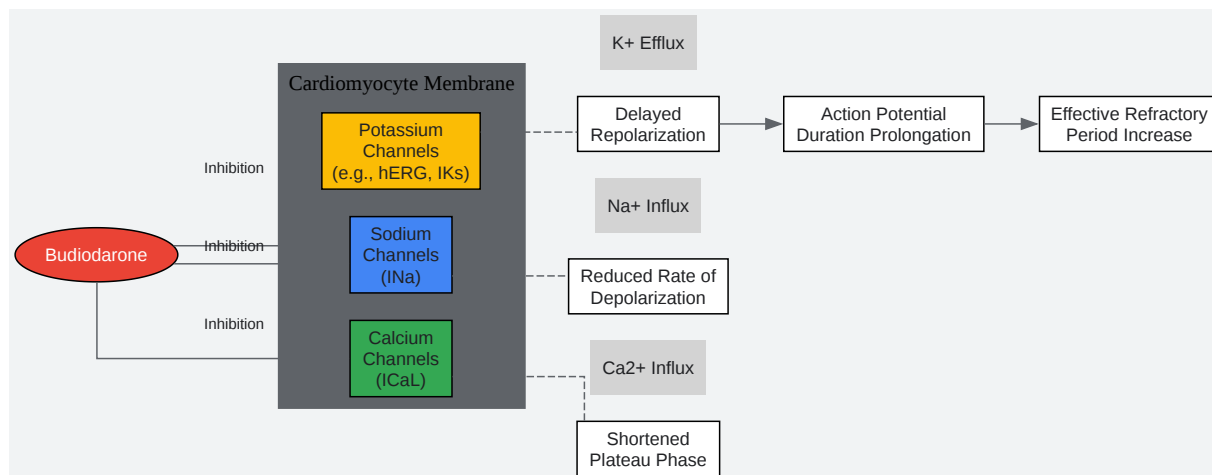 K+ Efflux
Cardiomyocyte Membrane
Potassium
Channels
(e.g., hERG, IKs)
Delayed
Repolarization
Action Potential
Duration Prolongation
Effective Refractory
Period Increase
Inhibition
Na+ Influx
Budiodarone
Inhibition
Sodium
Channels
(INa)
Reduced Rate of
Depolarization
Inhibition
Calcium
Channels
(ICaL)
Ca2+ Influx
Shortened
Plateau Phase